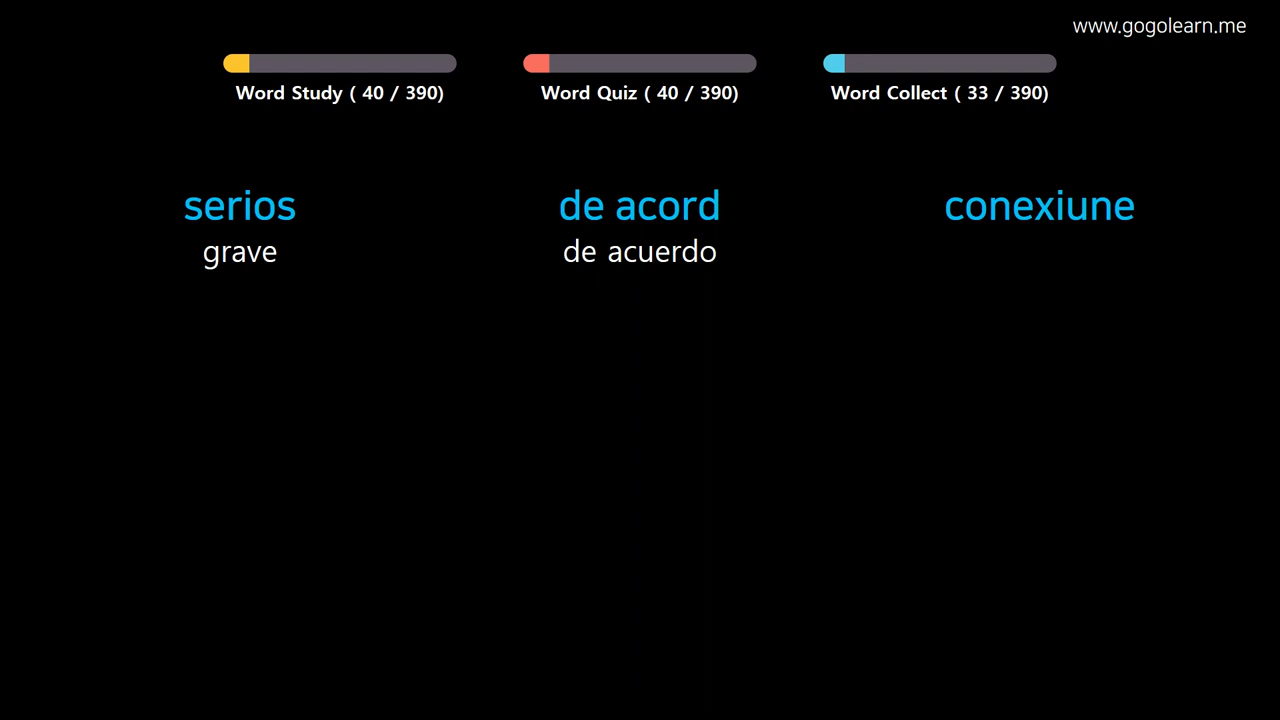 www.gogolearn.me
Word Study ( 40 / 390)
Word Quiz ( 40 / 390)
Word Collect ( 33 / 390)
serios
grave
de acord
de acuerdo
conexiune